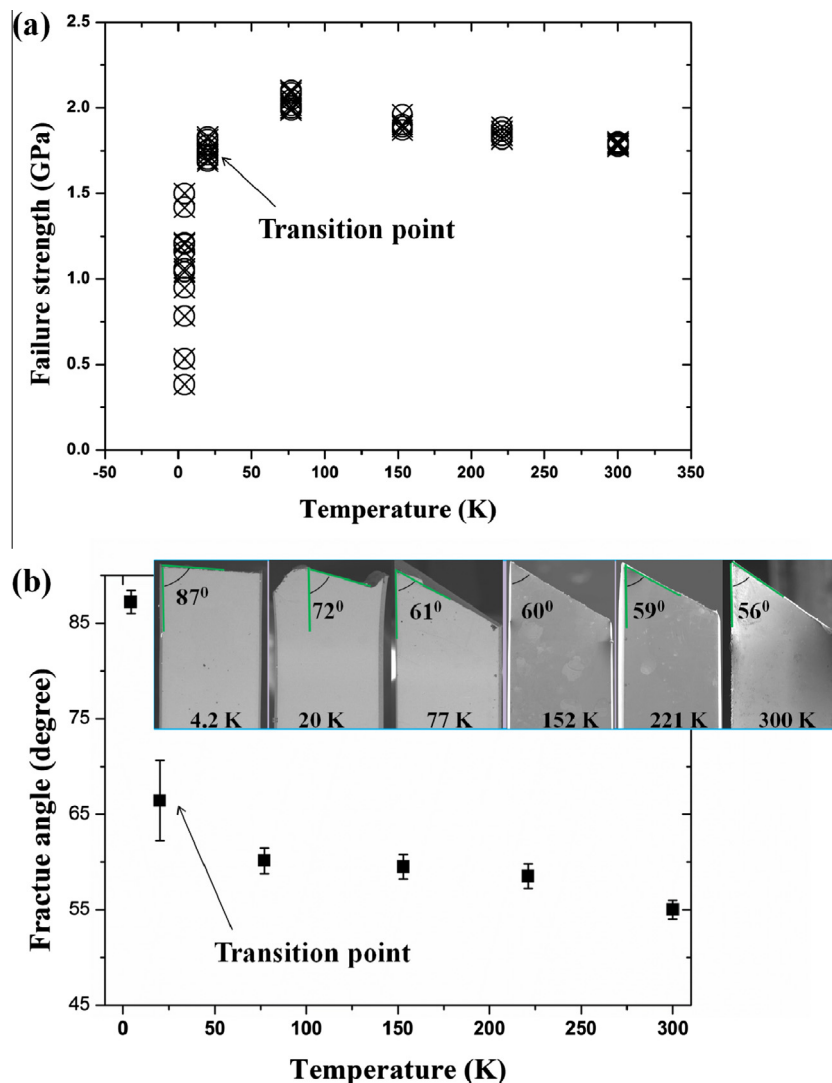 (a)
2.5
2.0
1.5
1.0
0.5
0.0
Failure strength (GPa)
Transition point
-50 0 50 100 150 200 250 300 350
Temperature (K)
(b)
85
75
65
55
45
Fractue angle (degree)
87⁰ 72⁰ 61⁰ 60⁰ 59⁰ 56⁰
4.2 K 20 K 77 K 152 K 221 K 300 K
Transition point
0 50 100 150 200 250 300
Temperature (K)